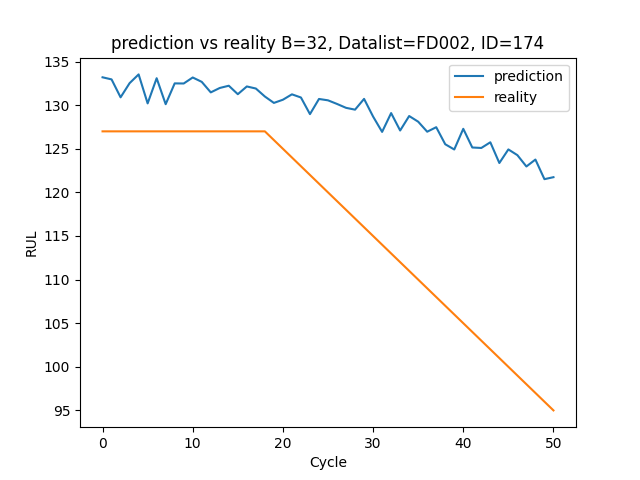 prediction vs reality B=32, Datalist=FD002, ID=174
prediction
reality
135
130
125
120
115
110
105
100
95
RUL
0 10 20 30 40 50
Cycle